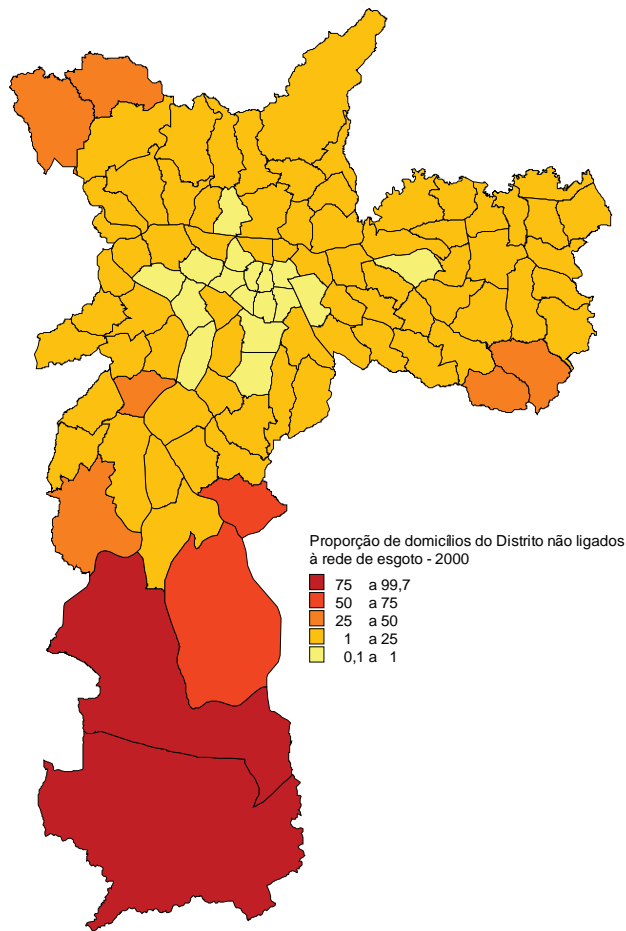 Proporção de domicílios do Distrito não ligados
à rede de esgoto - 2000
75 a 99,7
50 a 75
25 a 50
1 a 25
0,1 a 1